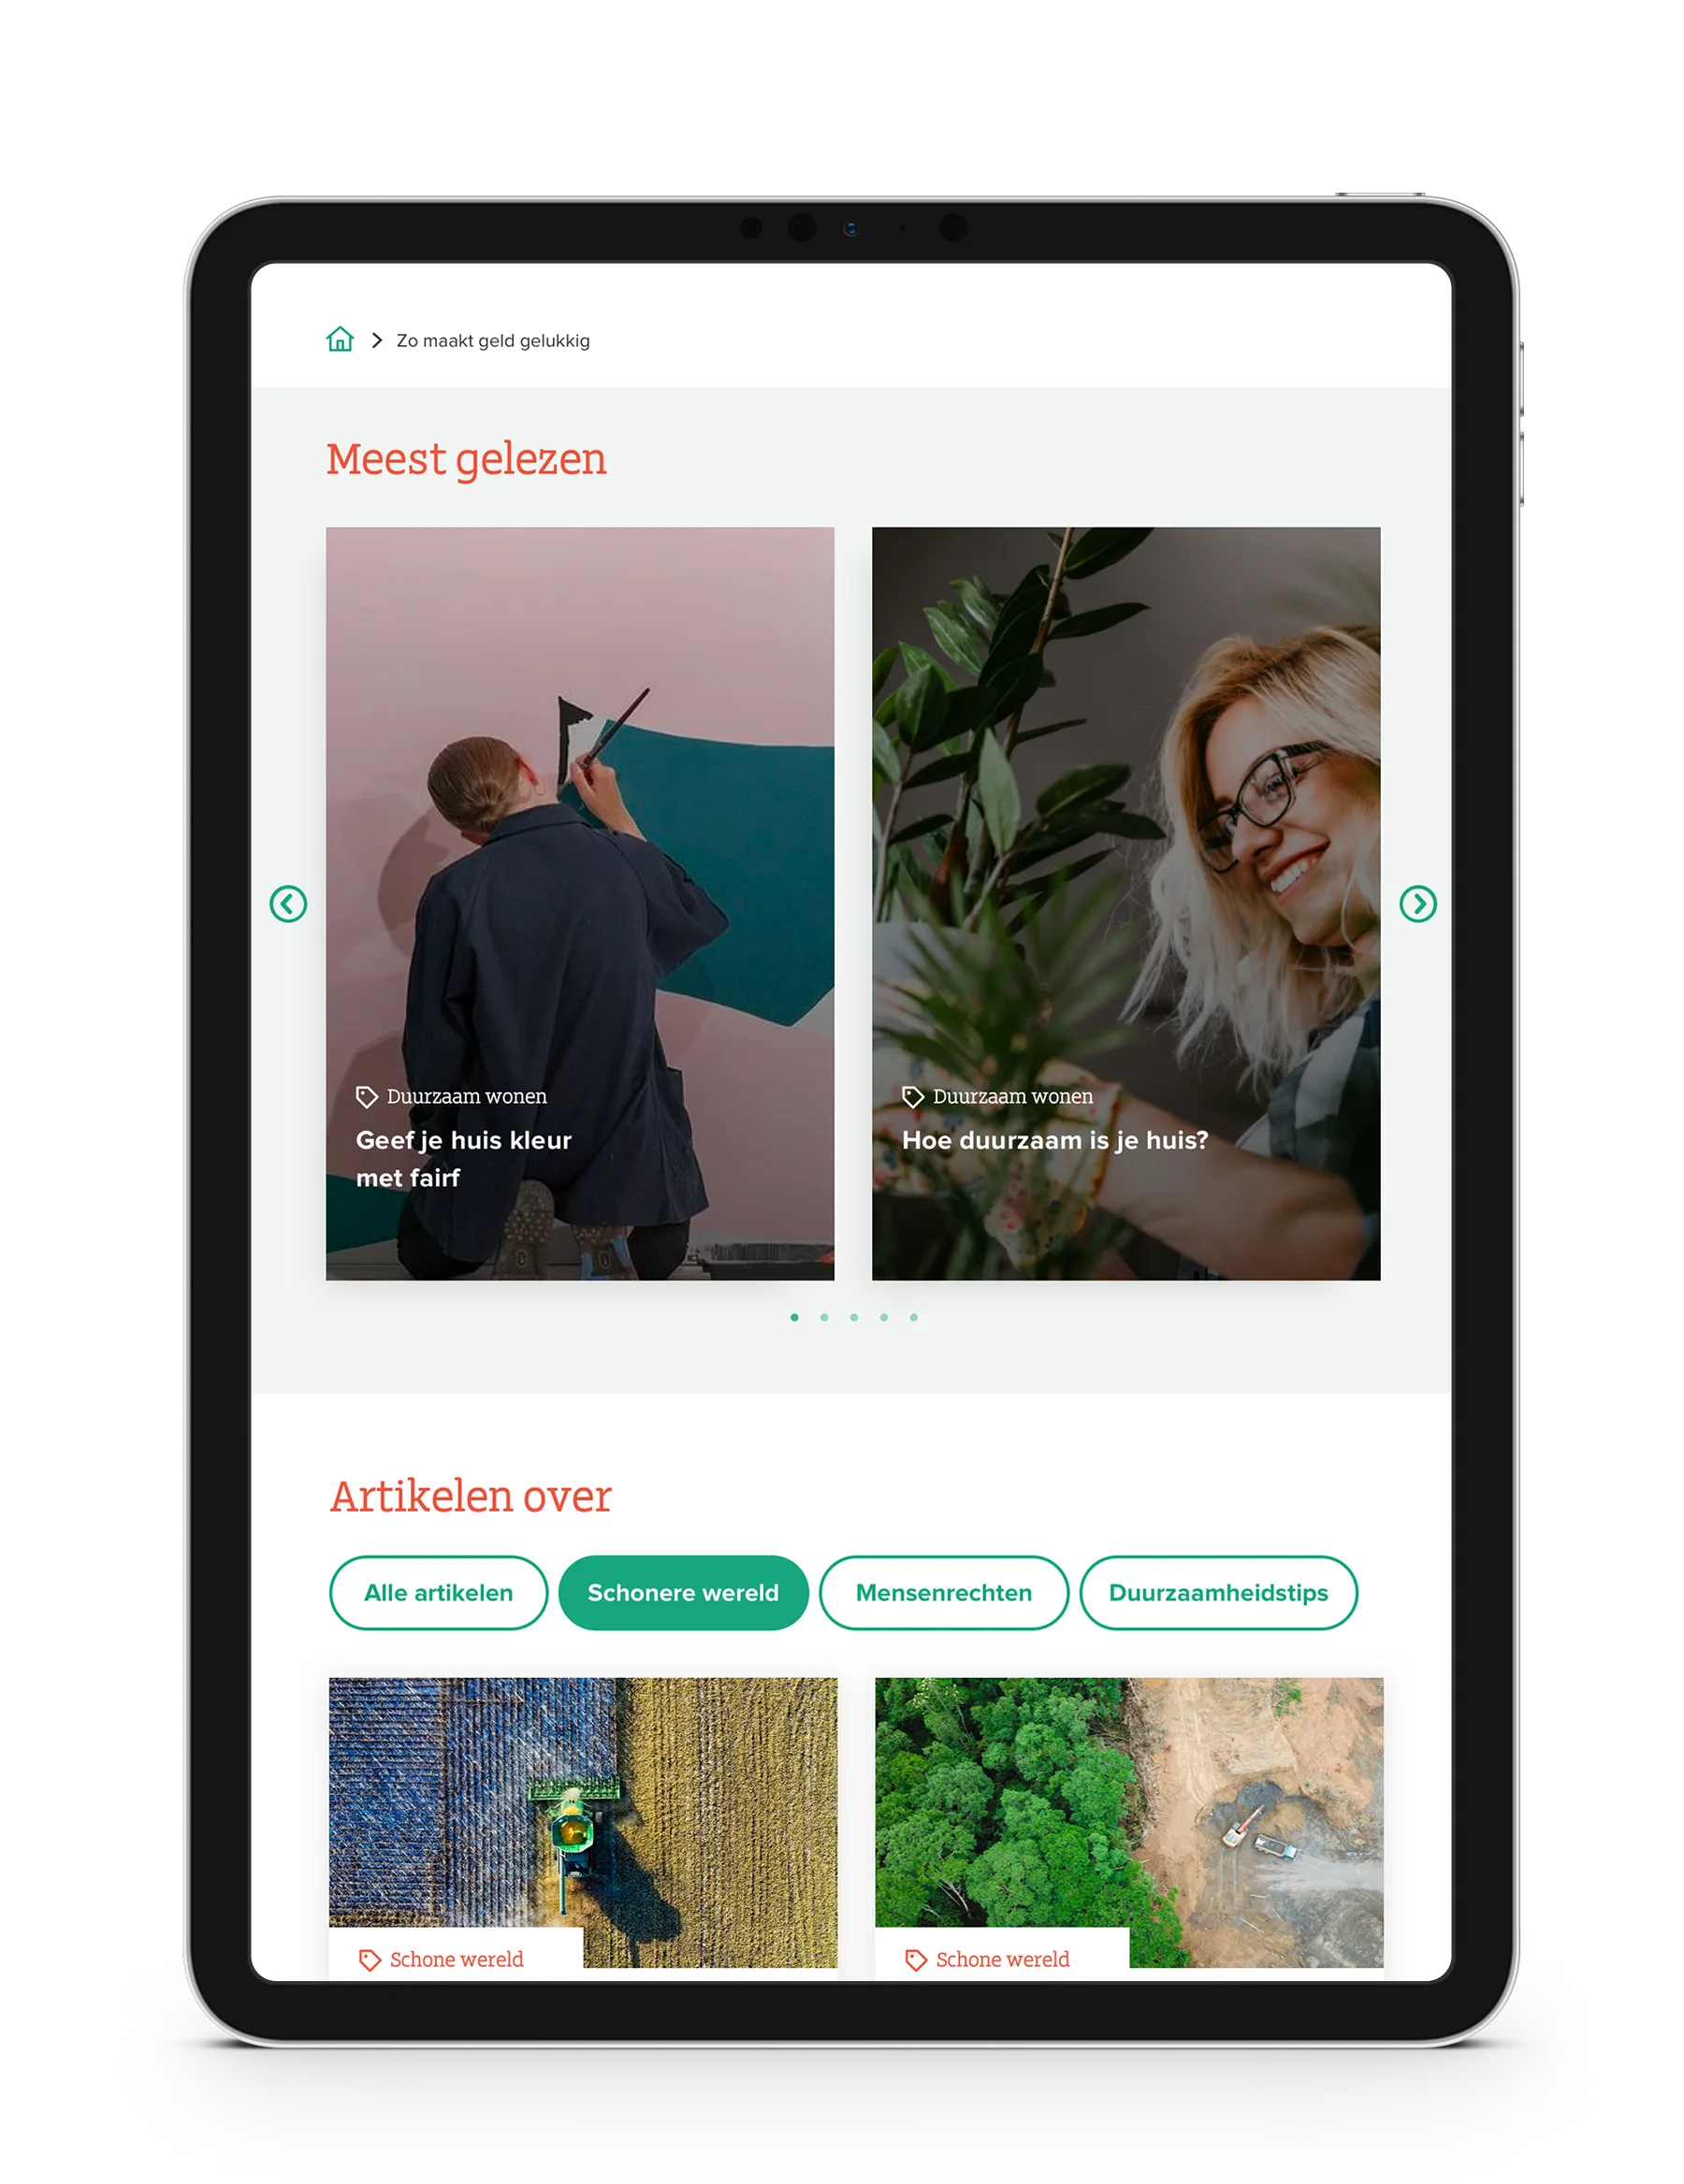 Zo maakt geld gelukkig
Meest gelezen
Duurzaam wonen
Geef je huis kleur
met fairf
Duurzaam wonen
Hoe duurzaam is je huis?
Artikelen over
Alle artikelen
Schonere wereld
Mensenrechten
Duurzaamheidstips
Schone wereld
Schone wereld